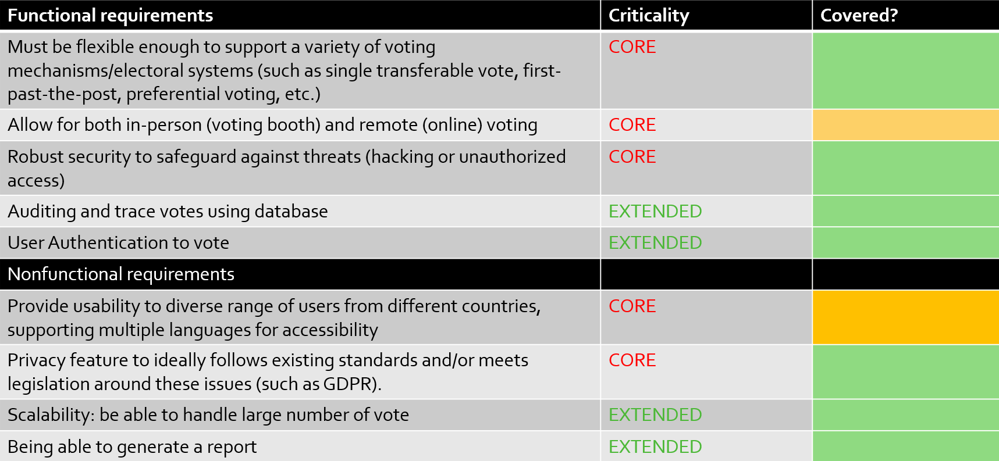 Functional requirements Criticality Covered?
Must be flexible enough to support a variety of voting CORE
mechanisms/electoral systems (such as single transferable vote, first-
past-the-post, preferential voting, etc.)
Allow for both in-person (voting booth) and remote (online) voting CORE
Robust security to safeguard against threats (hacking or unauthorized CORE
access)
Auditing and trace votes using database EXTENDED
User Authentication to vote EXTENDED
Nonfunctional requirements
Provide usability to diverse range of users from different countries, CORE
supporting multiple languages for accessibility
Privacy feature to ideally follows existing standards and/or meets CORE
legislation around these issues (such as GDPR).
Scalability: be able to handle large number of vote EXTENDED
Being able to generate a report EXTENDED